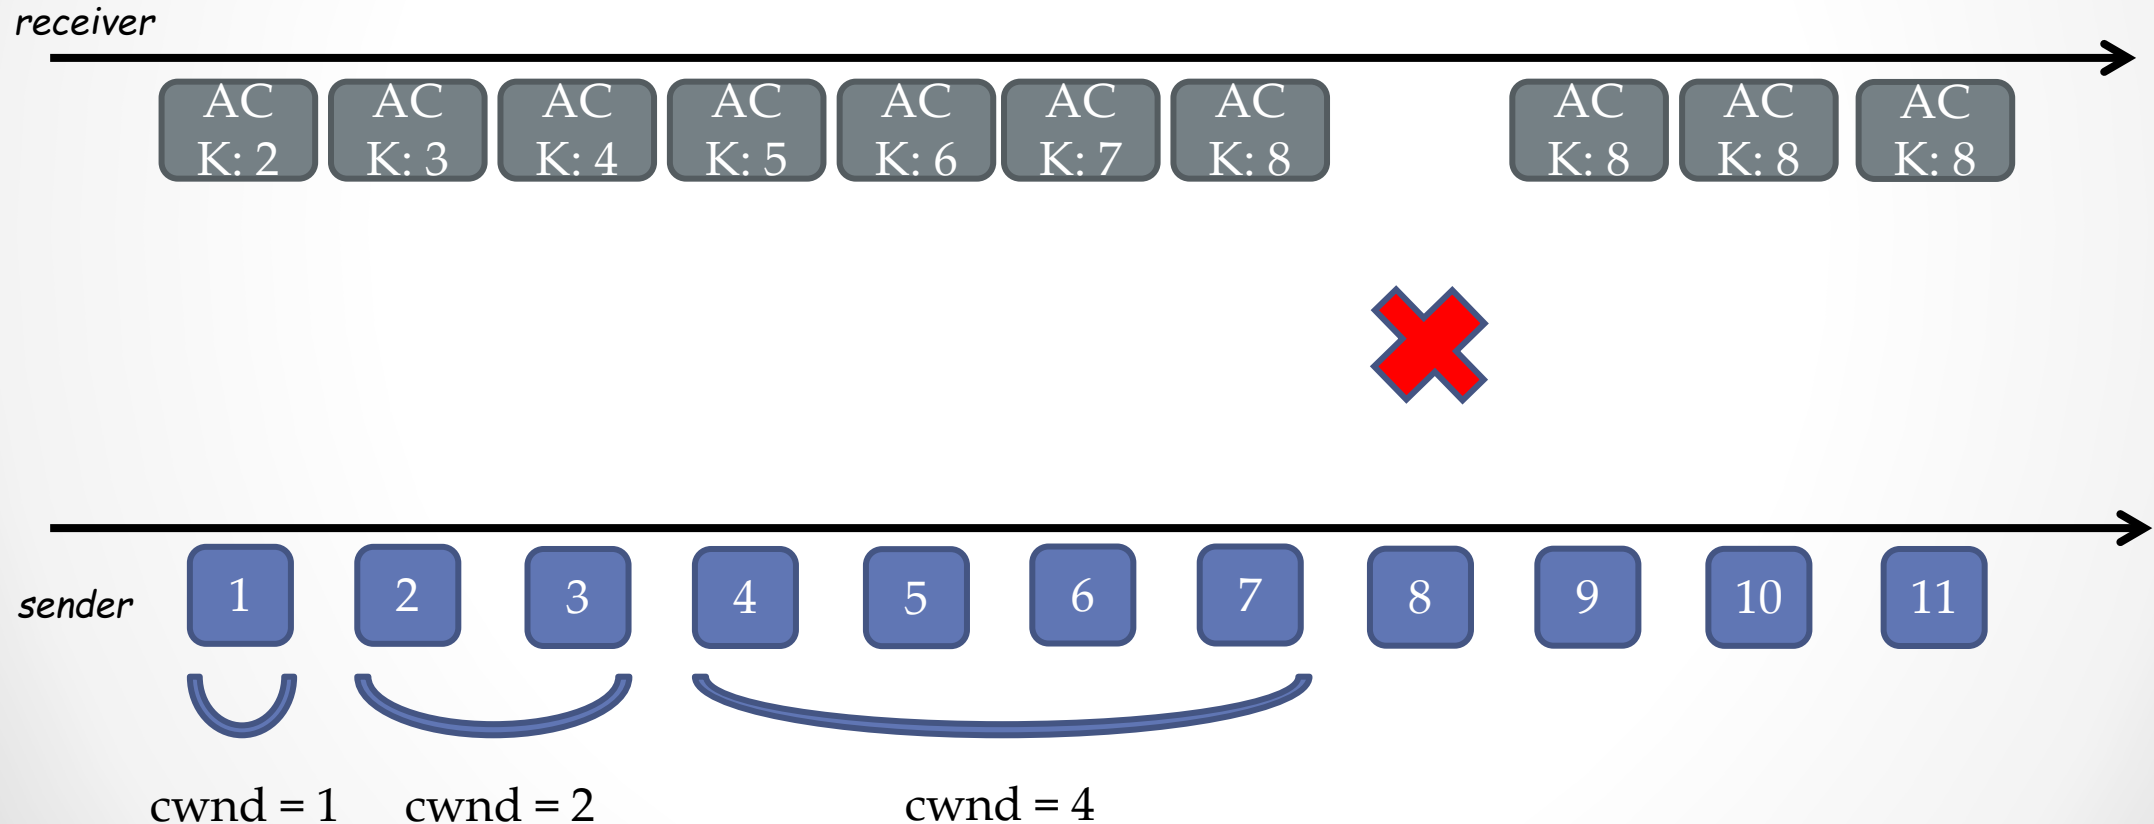 receiver
AC
K: 2
AC
K: 3
AC
K: 4
AC
K: 5
AC
K: 6
AC
K: 7
AC
K: 8
AC
K: 8
AC
K: 8
AC
K: 8
sender
1
2
3
4
5
6
7
8
9
10
11
cwnd = 1
cwnd = 2
cwnd = 4